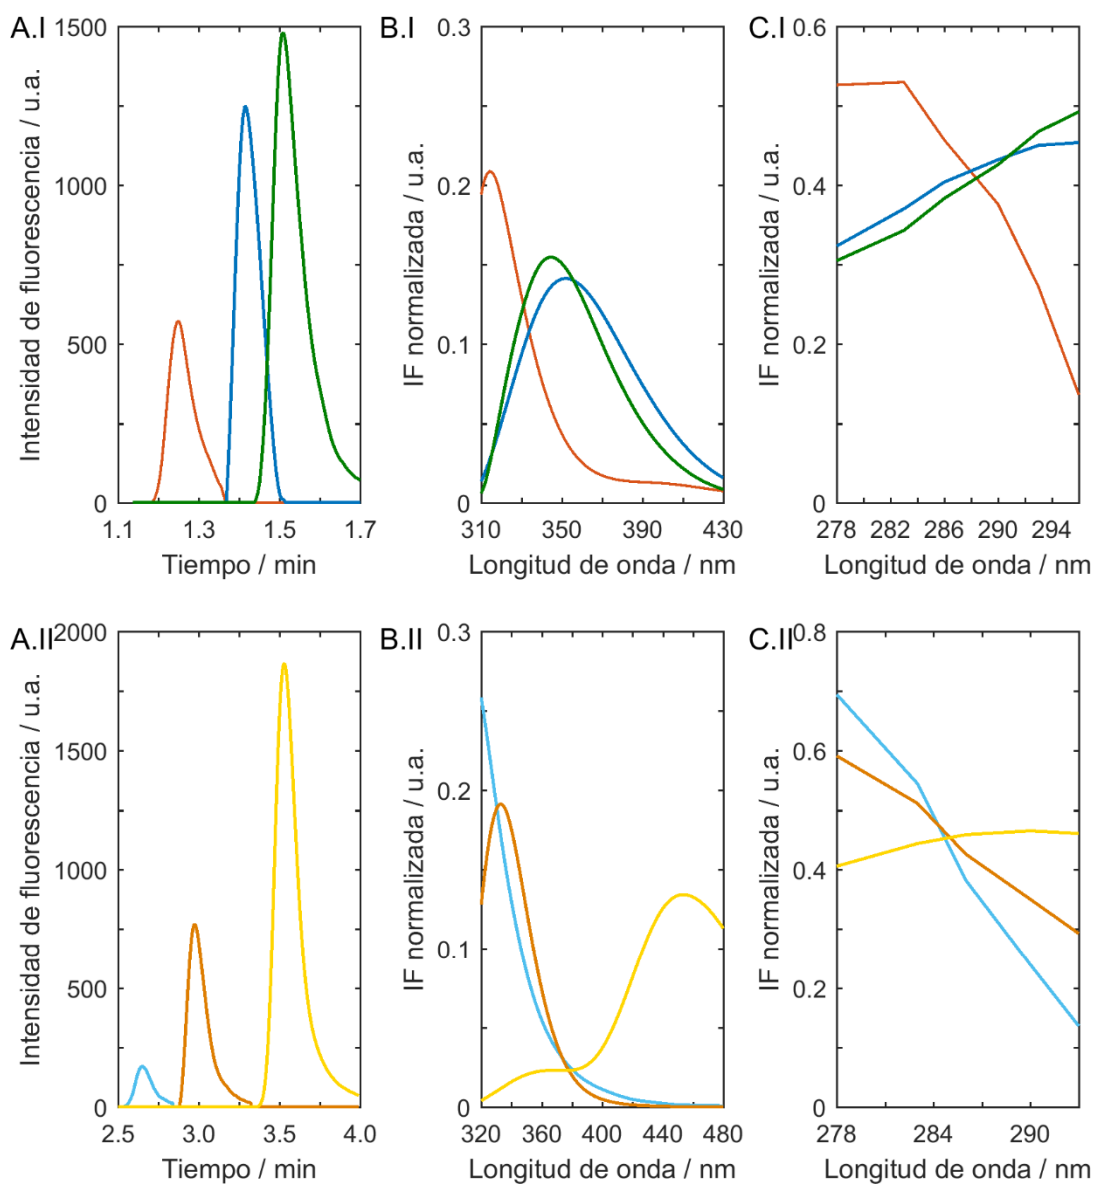 A.I
1500
1000
500
0
1.1 1.3 1.5 1.7
Tiempo / min
Intensidad de fluorescencia / u.a.
B.I
0.3
0.2
0.1
0
310 350 390 430
Longitud de onda / nm
IF normalizada / u.a.
C.I
0.6
0.4
0.2
0
278 282 286 290 294
Longitud de onda / nm
IF normalizada / u.a.
A.II
2000
1500
1000
500
0
2.5 3.0 3.5 4.0
Tiempo / min
Intensidad de fluorescencia / u.a.
B.II
0.3
0.2
0.1
0
320 360 400 440 480
Longitud de onda / nm
IF normalizada / u.a.
C.II
0.8
0.6
0.4
0.2
0
278 284 290
Longitud de onda / nm
IF normalizada / u.a.